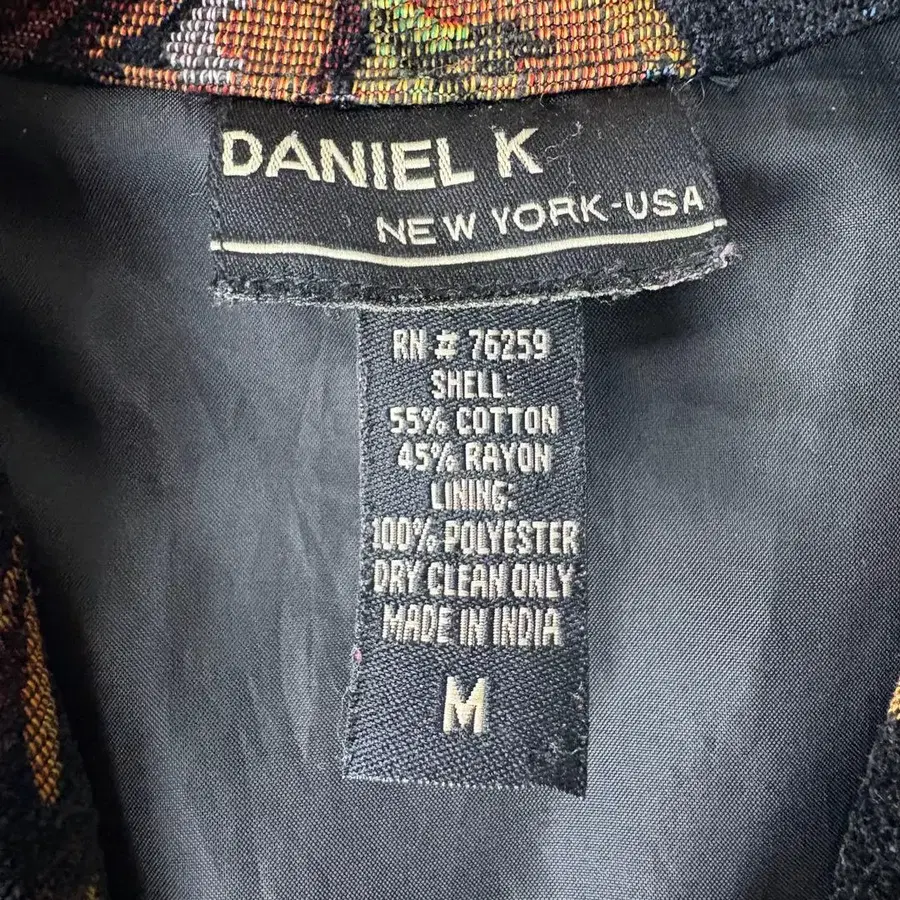 DANIEL K
NEW YORK-USA
RN # 76259
SHELL:
55% COTTON
45% RAYON
LINING:
100% POLYESTER
DRY CLEAN ONLY
MADE IN INDIA
M